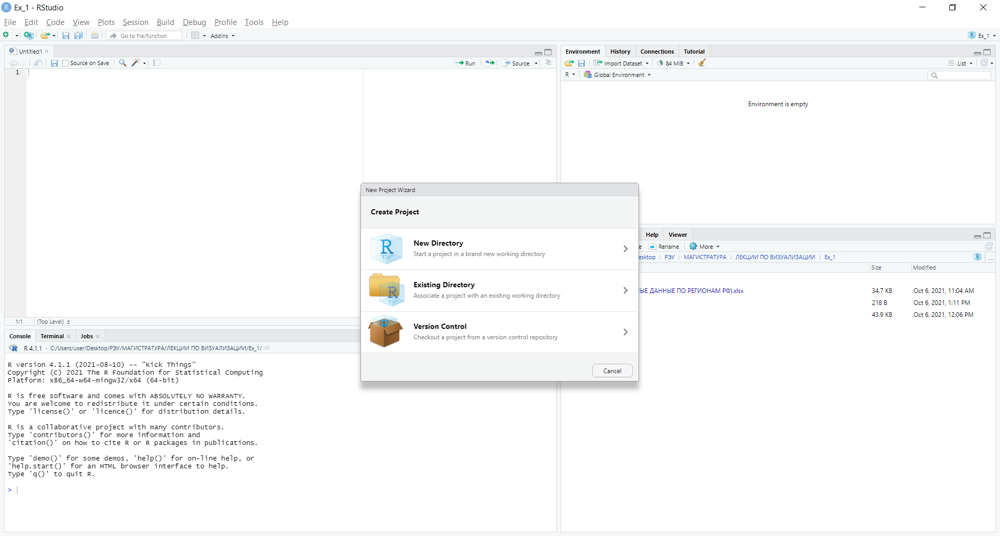 Ex_1 - RStudio
File Edit Code View Plots Session Build Debug Profile Tools Help
Go to file/function Addins Ex_1
Untitled1
Source on Save Run Source
1
1:1 (Top Level)
Console Terminal Jobs
R 4.1.1 · C:/Users/user/Desktop/РЭУ/МАГИСТРАТУРА/ЛЕКЦИИ ПО ВИЗУАЛИЗАЦИИ/Ex_1/
R version 4.1.1 (2021-08-10) -- "Kick Things"
Copyright (C) 2021 The R Foundation for Statistical Computing
Platform: x86_64-w64-mingw32/x64 (64-bit)
R is free software and comes with ABSOLUTELY NO WARRANTY.
You are welcome to redistribute it under certain conditions.
Type 'license()' or 'licence()' for distribution details.
R is a collaborative project with many contributors.
Type 'contributors()' for more information and
'citation()' on how to cite R or R packages in publications.
Type 'demo()' for some demos, 'help()' for on-line help, or
'help.start()' for an HTML browser interface to help.
Type 'q()' to quit R.
>
New Project Wizard
Create Project
New Directory
Start a project in a brand new working directory
Existing Directory
Associate a project with an existing working directory
Version Control
Checkout a project from a version control repository
Cancel
Environment History Connections Tutorial
Import Dataset 84 MiB List
R Global Environment
Environment is empty
Help Viewer
e Rename More
esktop РЭУ МАГИСТРАТУРА ЛЕКЦИИ ПО ВИЗУАЛИЗАЦИИ Ex_1 ...
Size Modified
ЫЕ ДАННЫЕ ПО РЕГИОНАМ РФ).xlsx 34.7 KB Oct 6, 2021, 11:04 AM
218 B Oct 6, 2021, 1:11 PM
43.9 KB Oct 6, 2021, 12:06 PM